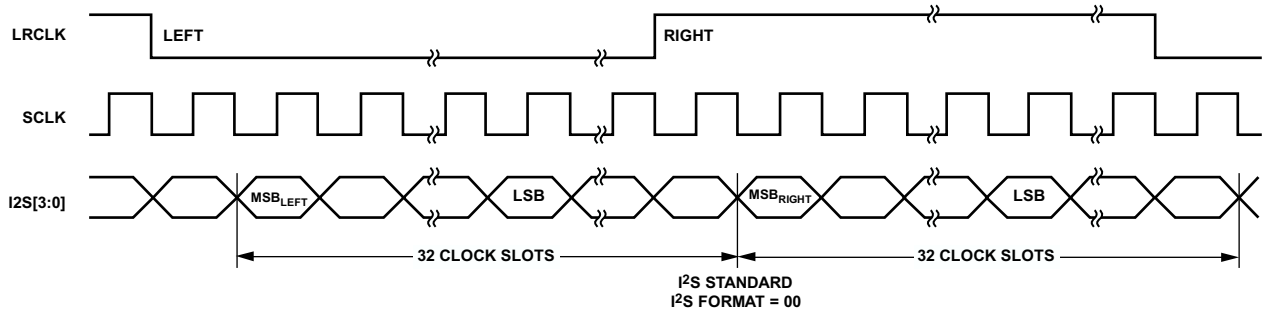 LRCLK LEFT RIGHT
SCLK
I2S[3:0] MSBLEFT LSB MSBRIGHT LSB
32 CLOCK SLOTS 32 CLOCK SLOTS
I2S STANDARD
I2S FORMAT = 00